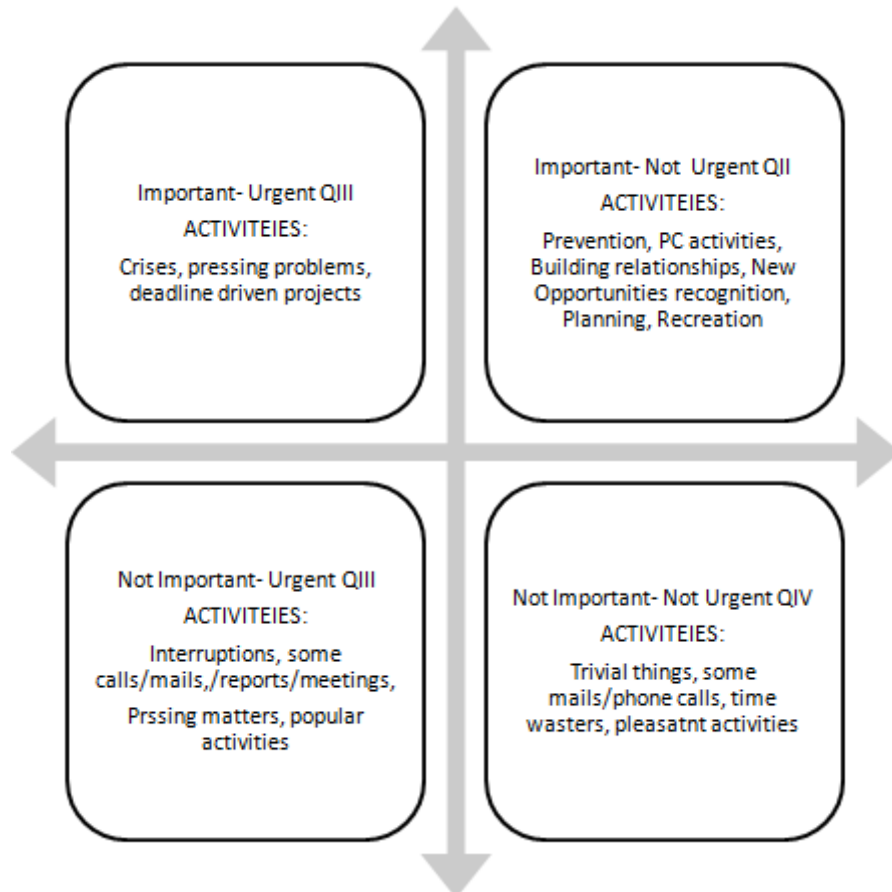 Important- Urgent QIII
ACTIVITEIES:
Crises, pressing problems,
deadline driven projects
Important- Not Urgent QII
ACTIVITEIES:
Prevention, PC activities,
Building relationships, New
Opportunities recognition,
Planning, Recreation
Not Important- Urgent QIII
ACTIVITEIES:
Interruptions, some
calls/mails,/reports/meetings,
Prssing matters, popular
activities
Not Important- Not Urgent QIV
ACTIVITEIES:
Trivial things, some
mails/phone calls, time
wasters, pleasatnt activities